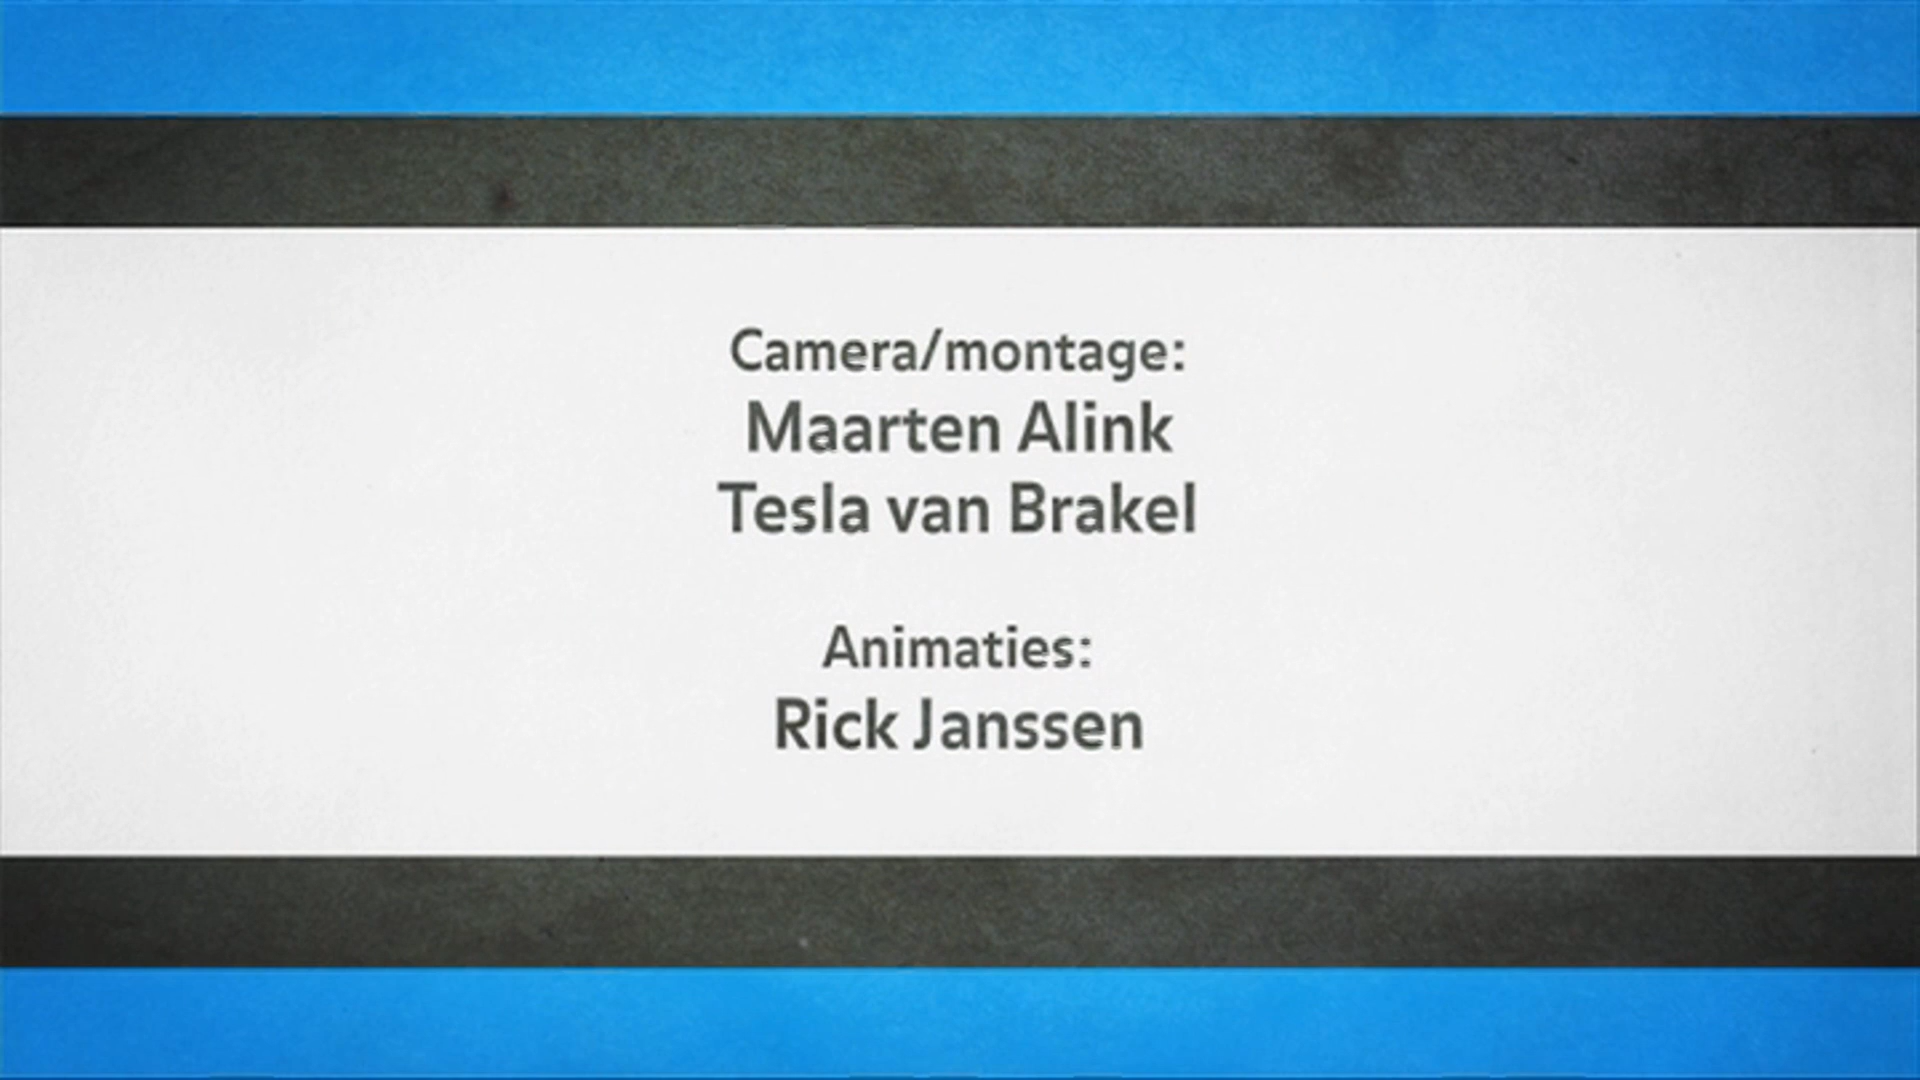 Camera/montage:
Maarten Alink
Tesla van Brakel
Animaties:
Rick Janssen